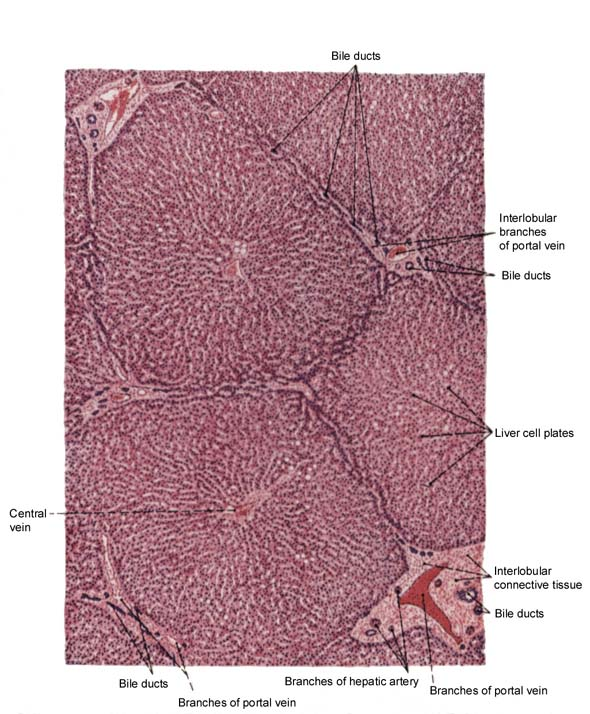 Bile ducts
Interlobular
branches
of portal vein
Bile ducts
Liver cell plates
Central
vein
Interlobular
connective tissue
Bile ducts
Bile ducts
Branches of hepatic artery
Branches of portal vein
Branches of portal vein